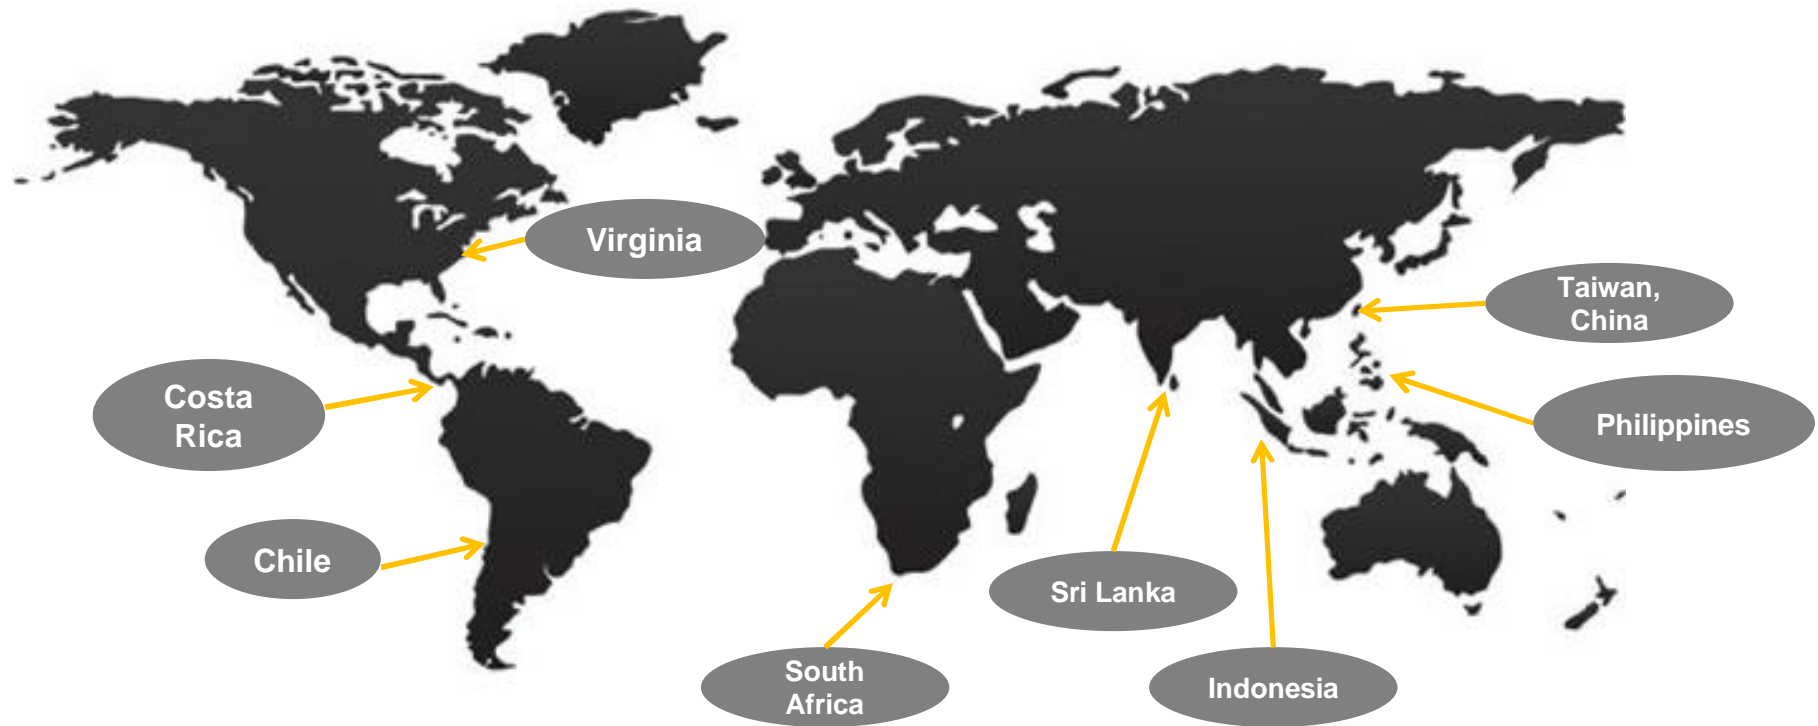 Virginia
Taiwan,
China
Costa
Rica
Philippines
Chile
Sri Lanka
South
Africa
Indonesia